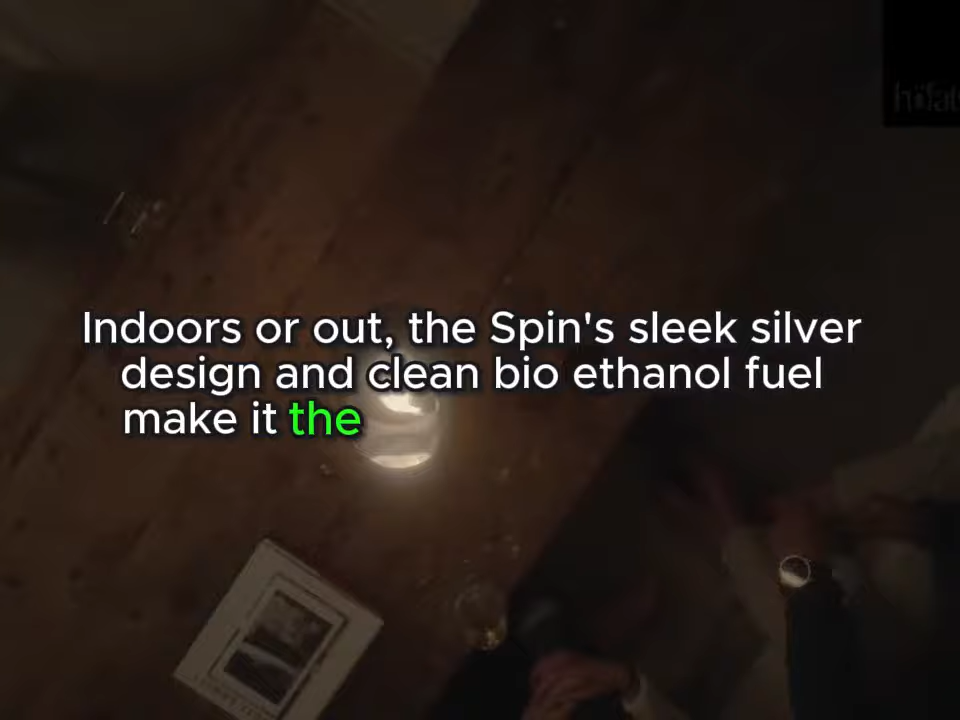 Indoors or out, the Spin's sleek silver
design and clean bio ethanol fuel
make it the